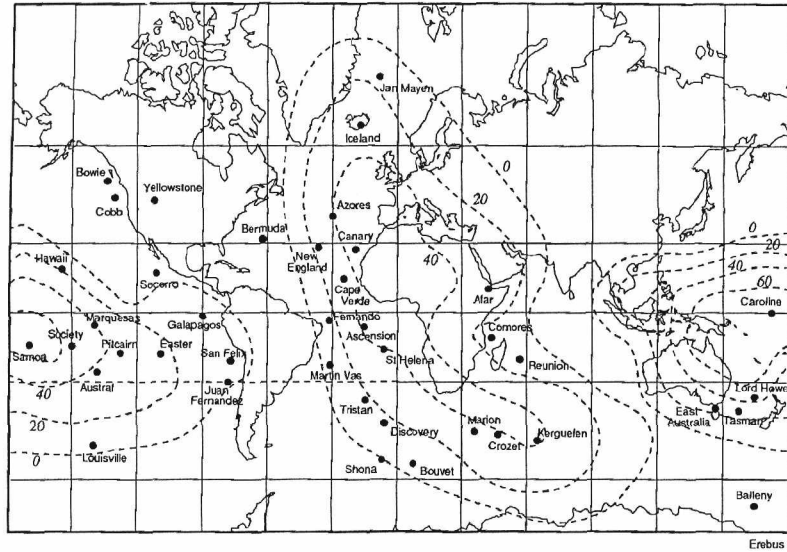 Jan Mayen
Iceland
0
Bowie
Yellowstone
20
Cobb
Azores
Bermuda
Canary
0
New
England
20
Hawaii
40
40
Socorro
Cape
Verde
Afar
60
Caroline
Marquesas
Galapagos
Fernando
Society
Ascension
Comores
Samoa
Pitcairn
Easter
San Felix
St Helena
Reunion
Martin Vas
Austral
Juan
Fernandez
Lord Howe
40
Tristan
East
Australia
Tasman
20
Discovery
Marion
Crozet
Kerguelen
0
Louisville
Shona
Bouvet
Balleny
Erebus